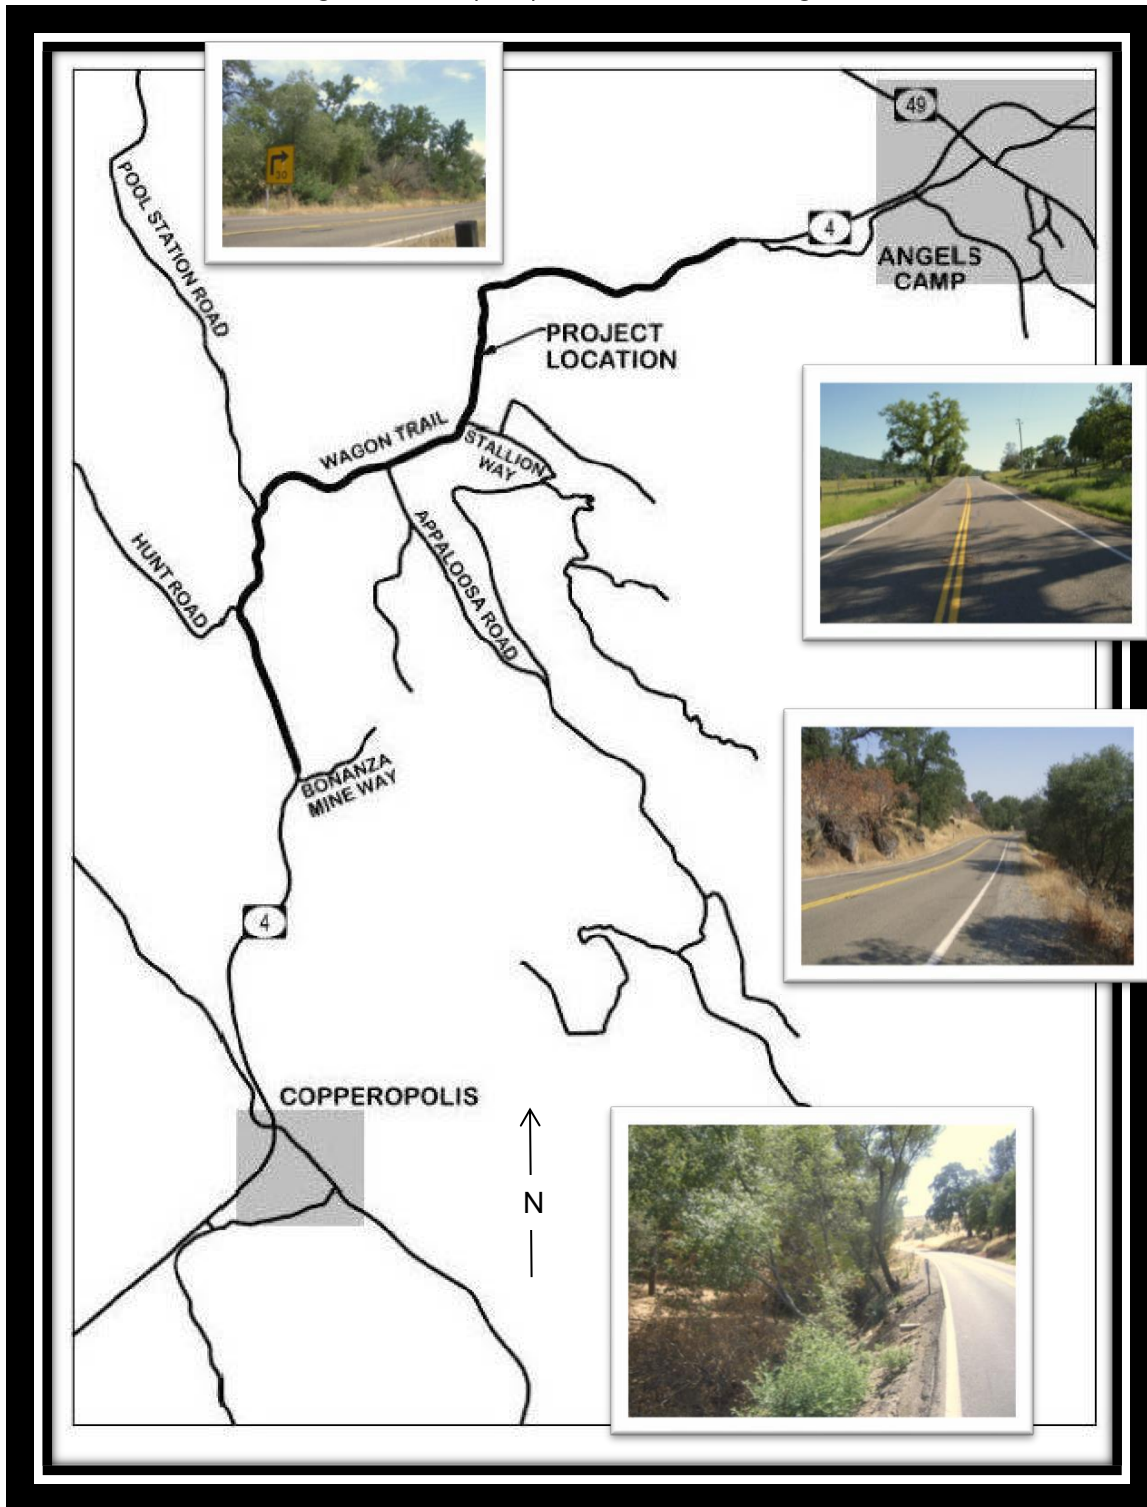 20
49
POOL STATION ROAD
4
ANGELS
CAMP
PROJECT
LOCATION
WAGON TRAIL
STALLION
WAY
HUNT ROAD
APPALOOSA ROAD
BONANZA
MINE WAY
4
COPPEROPOLIS
N